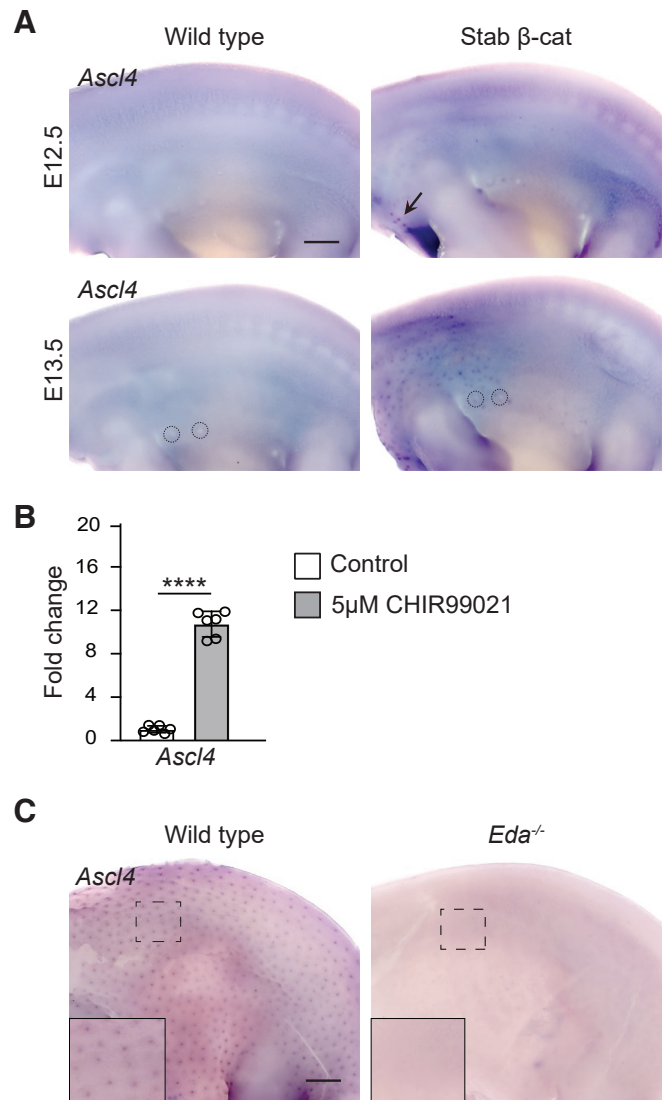 A
Wild type
Stab β-cat
Ascl4
E12.5
Ascl4
E13.5
B
20
16
12
8
4
0
Fold change
****
Ascl4
Control
5µM CHIR99021
C
Wild type
Eda-/-
Ascl4